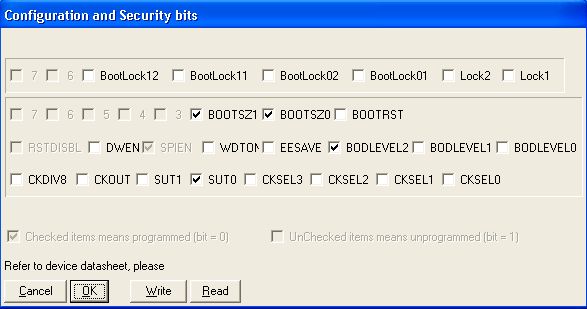 Configuration and Security bits
7 6 BootLock12 BootLock11 BootLock02 BootLock01 Lock2 Lock1
7 6 5 4 3 BOOTSZ1 BOOTSZ0 BOOTRST
RSTDISBL DWEN SPIEN WDTON EESAVE BODLEVEL2 BODLEVEL1 BODLEVEL0
CKDIV8 CKOUT SUT1 SUT0 CKSEL3 CKSEL2 CKSEL1 CKSEL0
Checked items means programmed (bit = 0) UnChecked items means unprogrammed (bit = 1)
Refer to device datasheet, please
Cancel OK Write Read